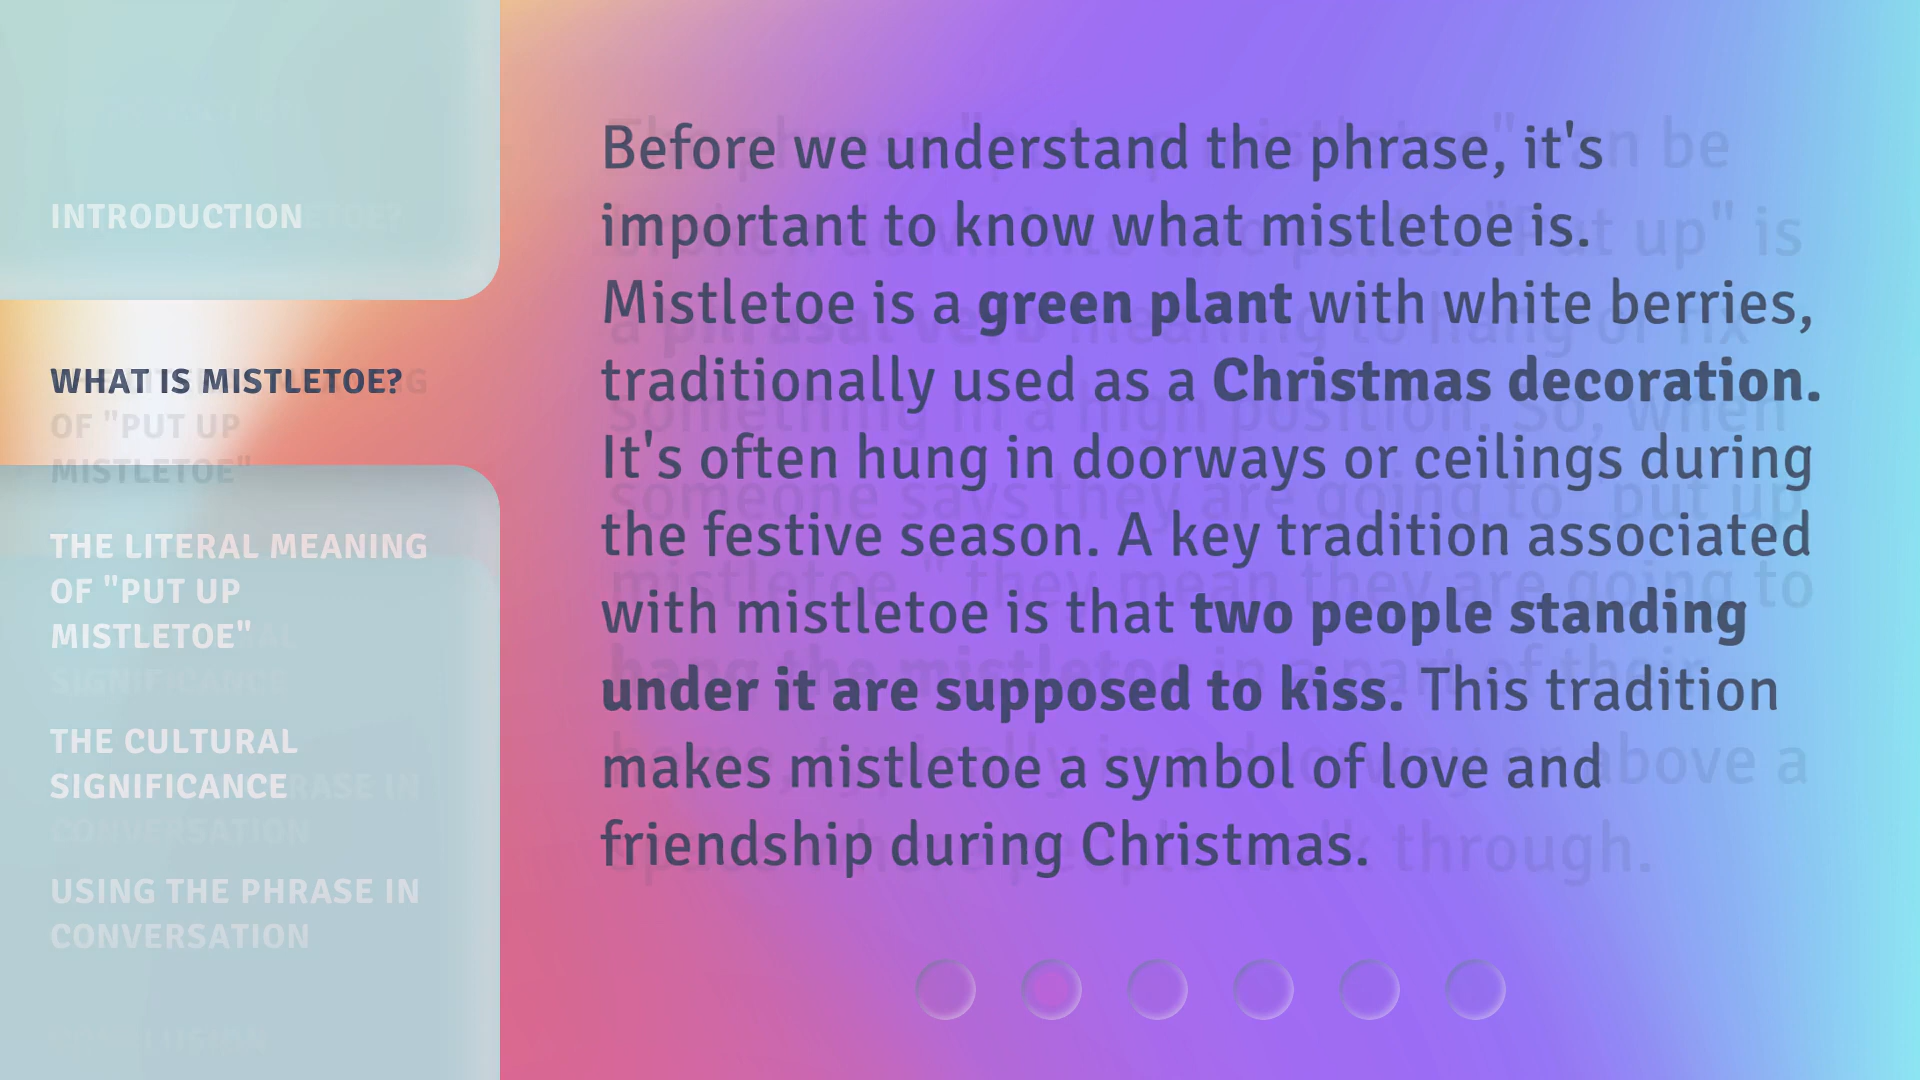 INTRODUCTION
WHAT IS MISTLETOE?
THE LITERAL MEANING
OF "PUT UP
MISTLETOE"
THE CULTURAL
SIGNIFICANCE
USING THE PHRASE IN
CONVERSATION
Before we understand the phrase, it's
important to know what mistletoe is.
Mistletoe is a green plant with white berries,
traditionally used as a Christmas decoration.
It's often hung in doorways or ceilings during
the festive season. A key tradition associated
with mistletoe is that two people standing
under it are supposed to kiss. This tradition
makes mistletoe a symbol of love and
friendship during Christmas.